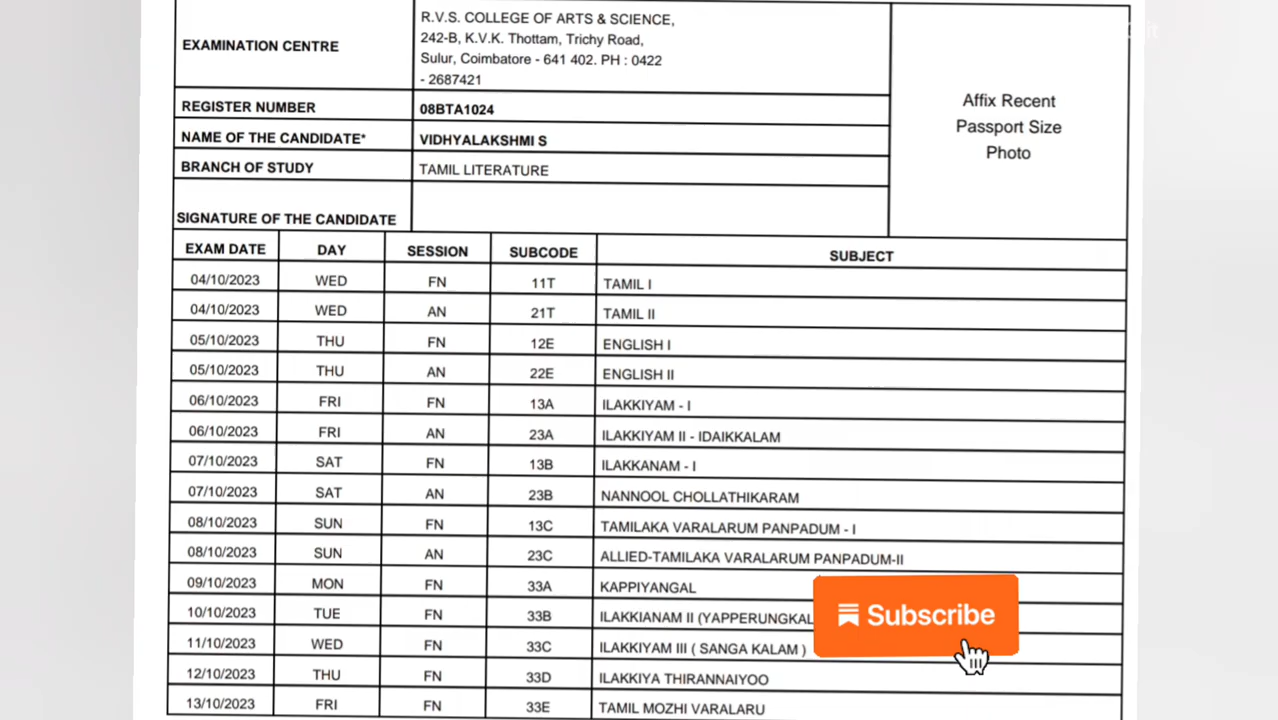 EXAMINATION CENTRE
R.V.S. COLLEGE OF ARTS & SCIENCE,
242-B, K.V.K. Thottam, Trichy Road,
Sulur, Coimbatore - 641 402. PH : 0422
- 2687421
Affix Recent
Passport Size
Photo
REGISTER NUMBER 08BTA1024
NAME OF THE CANDIDATE* VIDHYALAKSHMI S
BRANCH OF STUDY TAMIL LITERATURE
SIGNATURE OF THE CANDIDATE
EXAM DATE DAY SESSION SUBCODE SUBJECT
04/10/2023 WED FN 11T TAMIL I
04/10/2023 WED AN 21T TAMIL II
05/10/2023 THU FN 12E ENGLISH I
05/10/2023 THU AN 22E ENGLISH II
06/10/2023 FRI FN 13A ILAKKIYAM - I
06/10/2023 FRI AN 23A ILAKKIYAM II - IDAIKKALAM
07/10/2023 SAT FN 13B ILAKKANAM - I
07/10/2023 SAT AN 23B NANNOOL CHOLLATHIKARAM
08/10/2023 SUN FN 13C TAMILAKA VARALARUM PANPADUM - I
08/10/2023 SUN AN 23C ALLIED-TAMILAKA VARALARUM PANPADUM-II
09/10/2023 MON FN 33A KAPPIYANGAL
10/10/2023 TUE FN 33B ILAKKIANAM II (YAPPERUNGKAL
11/10/2023 WED FN 33C ILAKKIYAM III ( SANGA KALAM )
12/10/2023 THU FN 33D ILAKKIYA THIRANNAIYOO
13/10/2023 FRI FN 33E TAMIL MOZHI VARALARU
Subscribe